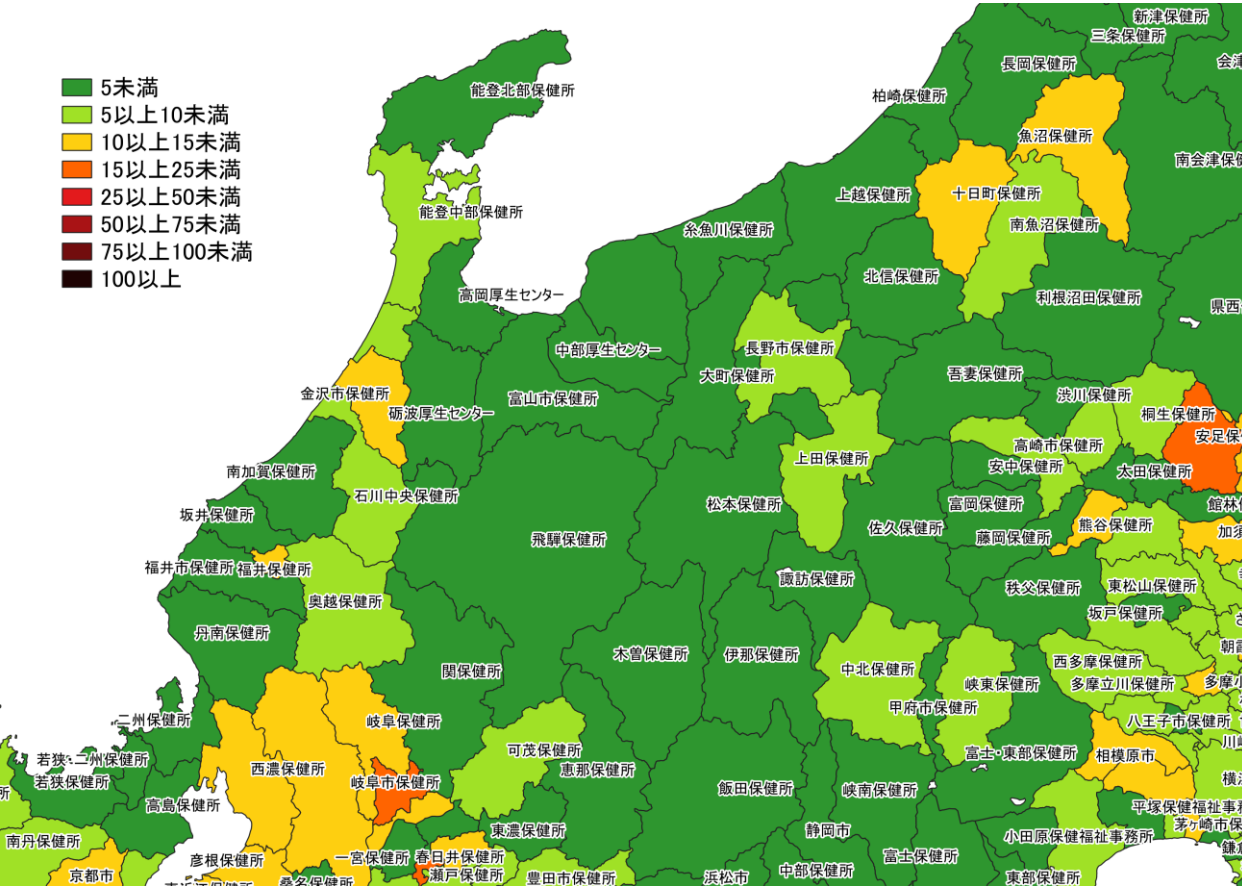 新津保健所
三条保健所
長岡保健所
会津
5未満
5以上10未満
10以上15未満
15以上25未満
25以上50未満
50以上75未満
75以上100未満
100以上
能登北部保健所
柏崎保健所
魚沼保健所
南会津保健
上越保健所
十日町保健所
能登中部保健所
南魚沼保健所
糸魚川保健所
北信保健所
高岡厚生センター
利根沼田保健所
県西
中部厚生センター
長野市保健所
大町保健所
吾妻保健所
金沢市保健所
富山市保健所
渋川保健所
砺波厚生センター
桐生保健所
安足保
高崎市保健所
上田保健所
安中保健所
太田保健所
南加賀保健所
石川中央保健所
松本保健所
富岡保健所
館林
坂井保健所
佐久保健所
熊谷保健所
加須
飛騨保健所
藤岡保健所
福井市保健所
福井保健所
諏訪保健所
秩父保健所
東松山保健所
奥越保健所
坂戸保健所
丹南保健所
木曽保健所
伊那保健所
朝霞
関保健所
中北保健所
西多摩保健所
峡東保健所
多摩立川保健所
多摩小
甲府市保健所
二州保健所
岐阜保健所
八王子市保健所
川崎
可茂保健所
富士・東部保健所
相模原市
若狭・二州保健所
西濃保健所
恵那保健所
若狭保健所
岐阜市保健所
横浜
所
高島保健所
飯田保健所
峡南保健所
平塚保健福祉事務
茅ヶ崎市保
東濃保健所
静岡市
小田原保健福祉事務所
南丹保健所
一宮保健所
春日井保健所
富士保健所
鎌倉
彦根保健所
中部保健所
京都市
瀬戸保健所
豊田市保健所
浜松市
東部保健所
東近江保健所
桑名保健所